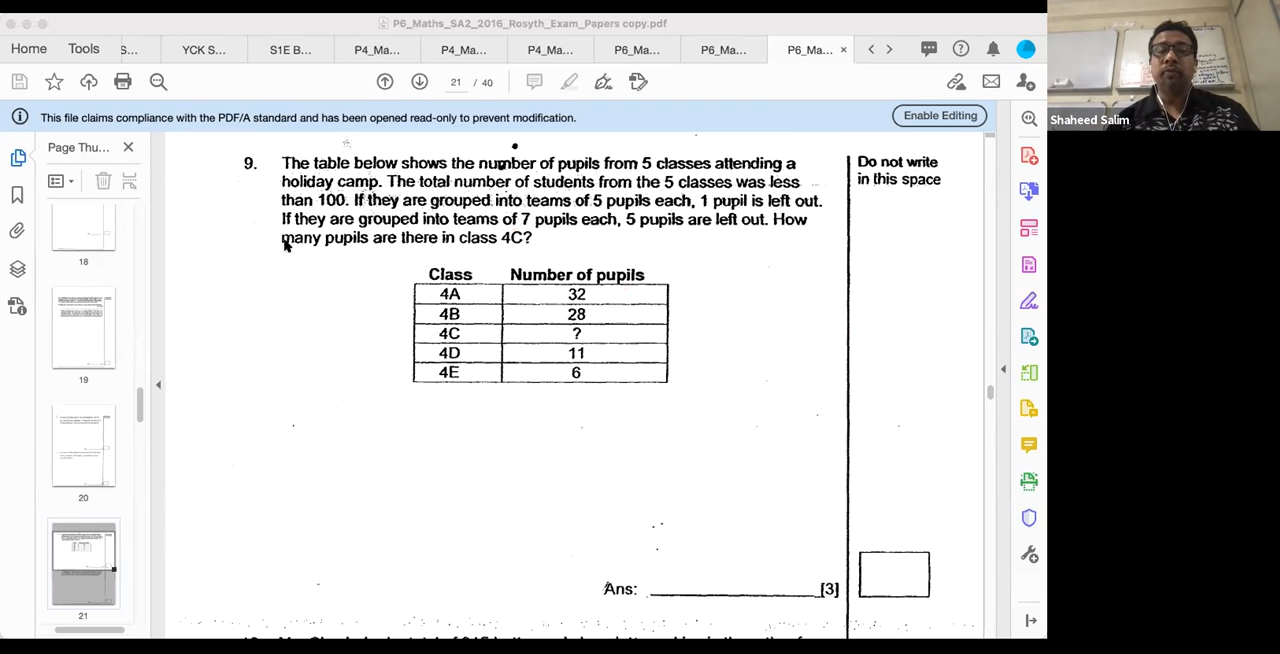 P6_Maths_SA2_2016_Rosyth_Exam_Papers copy.pdf
Home Tools S... YCK S... S1E B... P4_Ma... P4_Ma... P4_Ma... P6_Ma... P6_Ma... P6_Ma... ×
21 / 40
This file claims compliance with the PDF/A standard and has been opened read-only to prevent modification.
Enable Editing
Shaheed Salim
Page Thu...
18
19
20
21
9. The table below shows the number of pupils from 5 classes attending a
holiday camp. The total number of students from the 5 classes was less
than 100. If they are grouped into teams of 5 pupils each, 1 pupil is left out.
If they are grouped into teams of 7 pupils each, 5 pupils are left out. How
many pupils are there in class 4C?
Do not write
in this space
Class Number of pupils
4A 32
4B 28
4C ?
4D 11
4E 6
Ans: ____________________ [3]